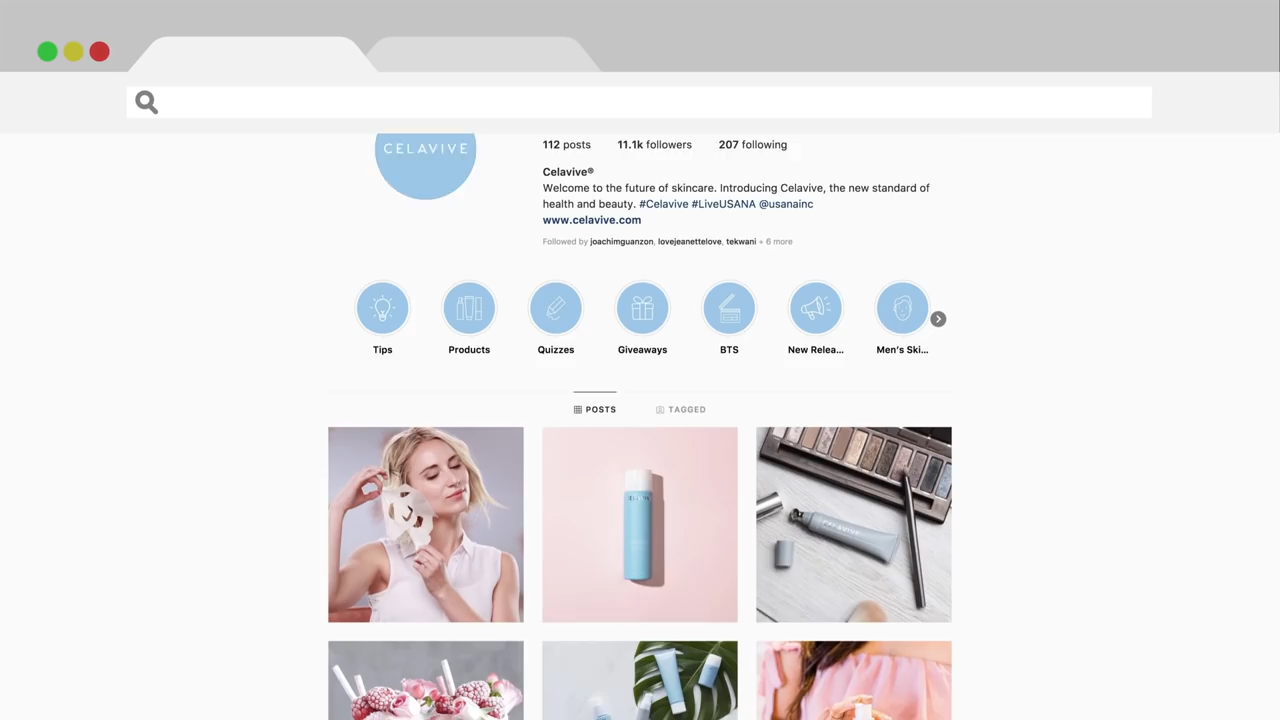 CELAVIVE
112 posts 11.1k followers 207 following
Celavive®
Welcome to the future of skincare. Introducing Celavive, the new standard of
health and beauty. #Celavive #LiveUSANA @usanainc
www.celavive.com
Followed by joachimguanzon, lovejeanettelove, tekwani + 6 more
Tips Products Quizzes Giveaways BTS New Relea... Men's Ski...
POSTS TAGGED
CELAVIVE